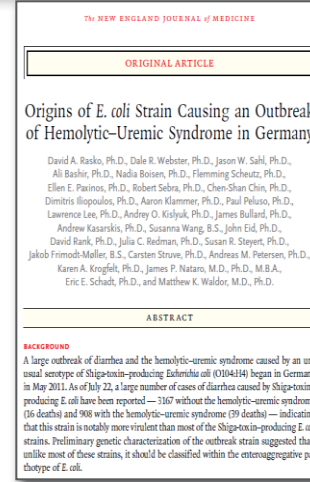 The NEW ENGLAND JOURNAL of MEDICINE
ORIGINAL ARTICLE
Origins of E. coli Strain Causing an Outbreak
of Hemolytic–Uremic Syndrome in Germany
David A. Rasko, Ph.D., Dale R. Webster, Ph.D., Jason W. Sahl, Ph.D.,
Ali Bashir, Ph.D., Nadia Boisen, Ph.D., Flemming Scheutz, Ph.D.,
Ellen E. Paxinos, Ph.D., Robert Sebra, Ph.D., Chen-Shan Chin, Ph.D.,
Dimitris Iliopoulos, Ph.D., Aaron Klammer, Ph.D., Paul Peluso, Ph.D.,
Lawrence Lee, Ph.D., Andrey O. Kislyuk, Ph.D., James Bullard, Ph.D.,
Andrew Kasarskis, Ph.D., Susanna Wang, B.S., John Eid, Ph.D.,
David Rank, Ph.D., Julia C. Redman, Ph.D., Susan R. Steyert, Ph.D.,
Jakob Frimodt-Møller, B.S., Carsten Struve, Ph.D., Andreas M. Petersen, Ph.D.,
Karen A. Krogfelt, Ph.D., James P. Nataro, M.D., Ph.D., M.B.A.,
Eric E. Schadt, Ph.D., and Matthew K. Waldor, M.D., Ph.D.
ABSTRACT
BACKGROUND
A large outbreak of diarrhea and the hemolytic–uremic syndrome caused by an un
usual serotype of Shiga-toxin–producing Escherichia coli (O104:H4) began in German
in May 2011. As of July 22, a large number of cases of diarrhea caused by Shiga-toxin
producing E. coli have been reported — 3167 without the hemolytic–uremic syndrom
(16 deaths) and 908 with the hemolytic–uremic syndrome (39 deaths) — indicatin
that this strain is notably more virulent than most of the Shiga-toxin–producing E. co
strains. Preliminary genetic characterization of the outbreak strain suggested tha
unlike most of these strains, it should be classified within the enteroaggregative pa
thotype of E. coli.